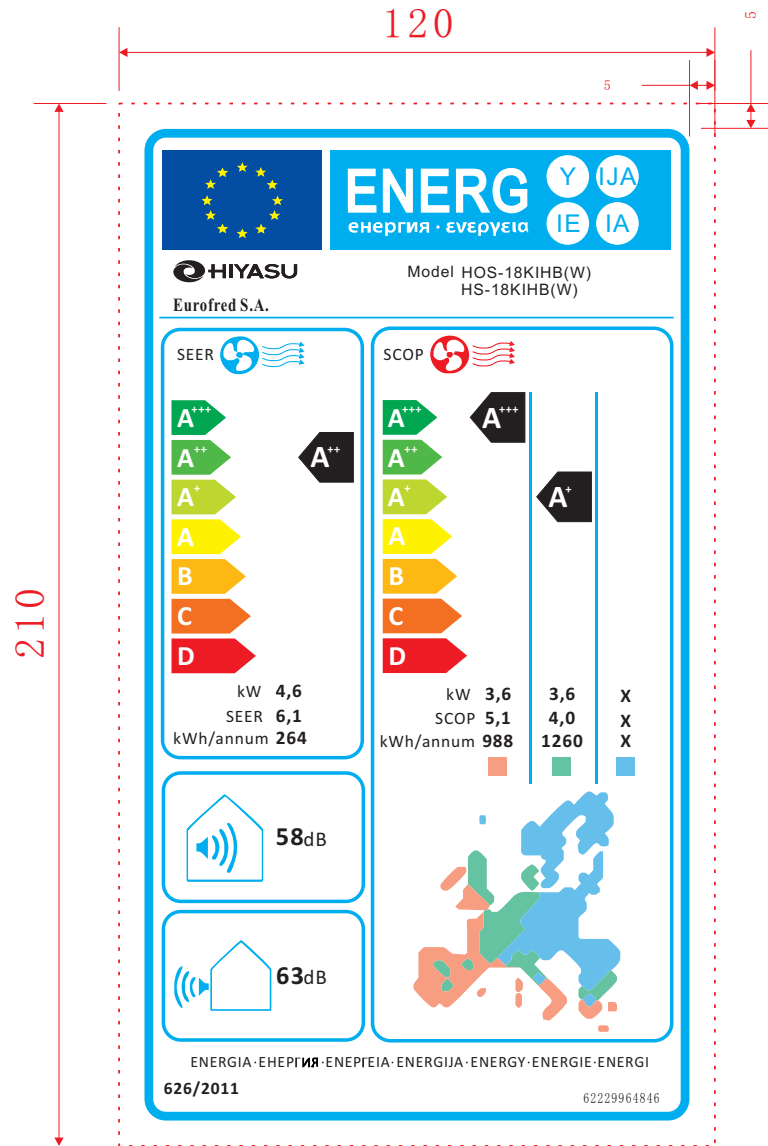 120
5
5
210
ENERG
енергия · ενεργεια
Y IJA
IE IA
HIYASU
Eurofred S.A.
Model HOS-18KIHB(W)
HS-18KIHB(W)
SEER
A+++
A++
A+
A
B
C
D
A++
kW 4,6
SEER 6,1
kWh/annum 264
SCOP
A+++
A++
A+
A
B
C
D
A+++
A+
kW 3,6 3,6 X
SCOP 5,1 4,0 X
kWh/annum 988 1260 X
58dB
63dB
ENERGIA·ЕНЕРГИЯ·ΕΝΕΡΓΕΙΑ·ENERGIJA·ENERGY·ENERGIE·ENERGI
626/2011
62229964846